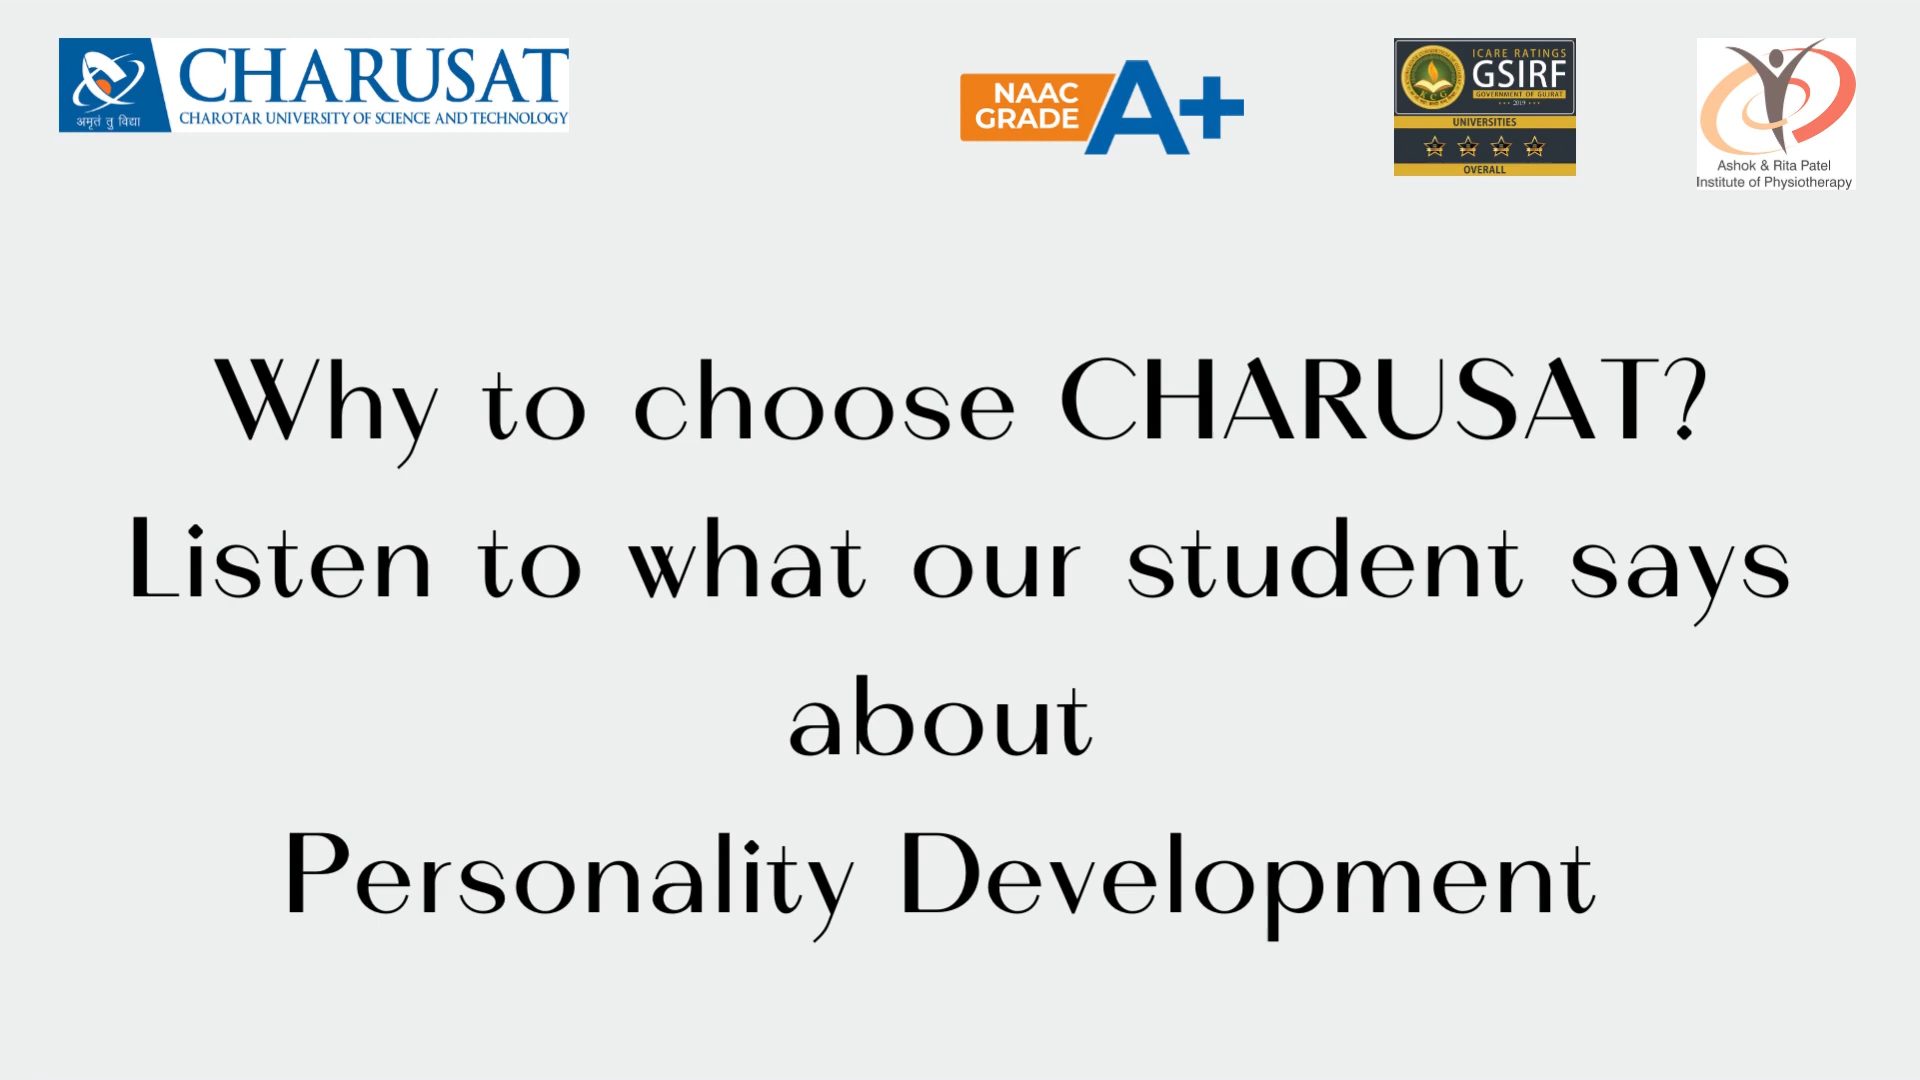 CHARUSAT
अमृतं तु विद्या
CHAROTAR UNIVERSITY OF SCIENCE AND TECHNOLOGY
NAAC
GRADE
A+
ICARE RATINGS
GSIRF
GOVERNMENT OF GUJRAT
2019
UNIVERSITIES
OVERALL
Ashok & Rita Patel
Institute of Physiotherapy
Why to choose CHARUSAT?
Listen to what our student says
about
Personality Development